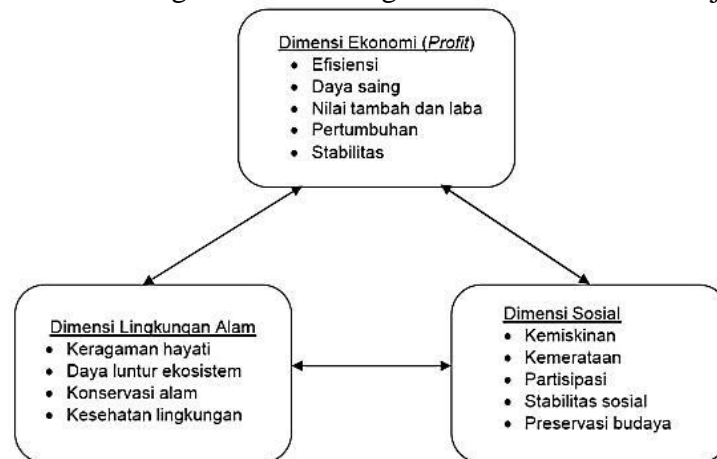 Dimensi Ekonomi (Profit)
• Efisiensi
• Daya saing
• Nilai tambah dan laba
• Pertumbuhan
• Stabilitas
Dimensi Lingkungan Alam
• Keragaman hayati
• Daya luntur ekosistem
• Konservasi alam
• Kesehatan lingkungan
Dimensi Sosial
• Kemiskinan
• Kemerataan
• Partisipasi
• Stabilitas sosial
• Preservasi budaya